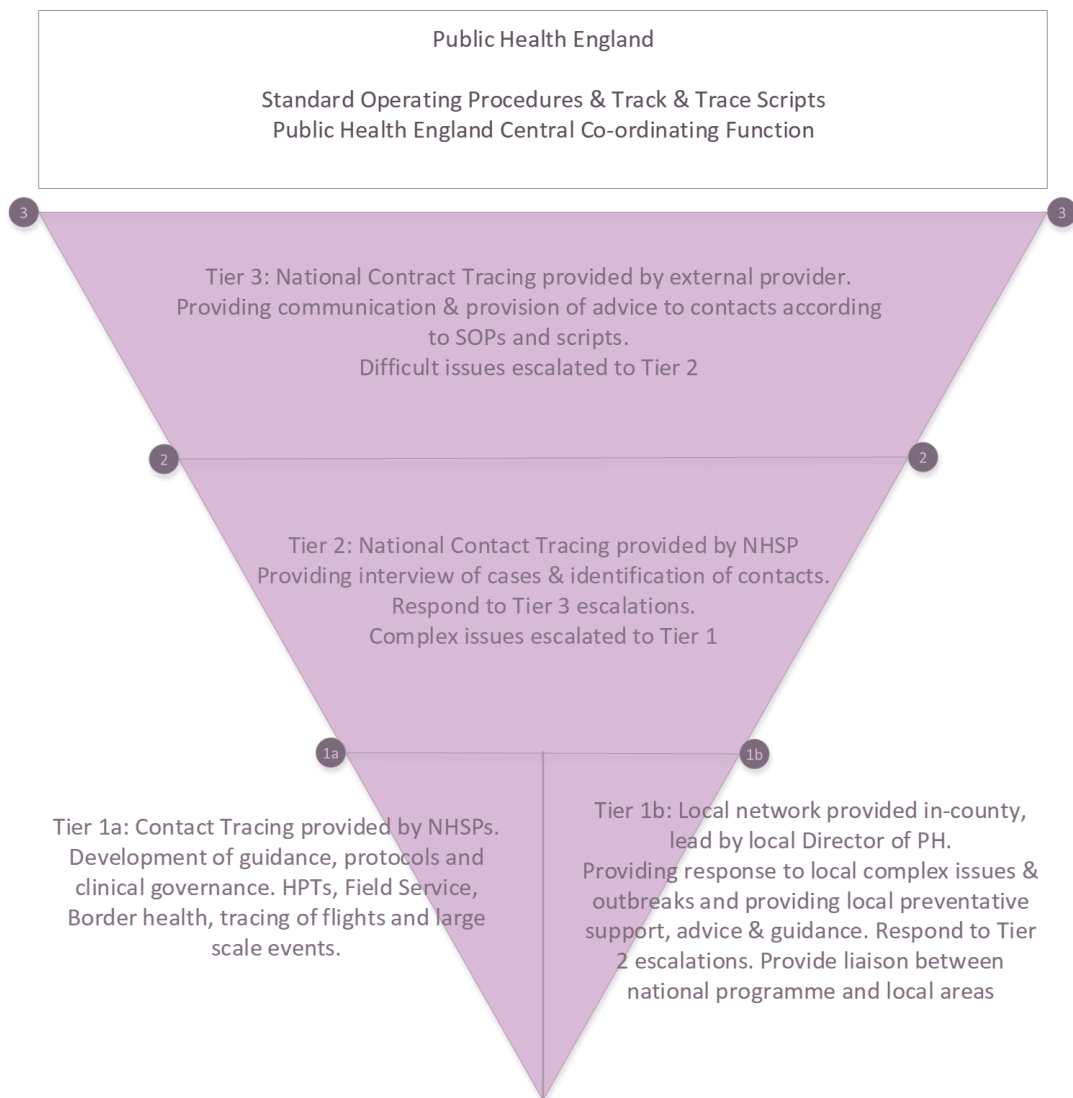 Public Health England
Standard Operating Procedures & Track & Trace Scripts
Public Health England Central Co-ordinating Function
3
3
Tier 3: National Contract Tracing provided by external provider.
Providing communication & provision of advice to contacts according
to SOPs and scripts.
Difficult issues escalated to Tier 2
2
2
Tier 2: National Contact Tracing provided by NHSP
Providing interview of cases & identification of contacts.
Respond to Tier 3 escalations.
Complex issues escalated to Tier 1
1a
1b
Tier 1a: Contact Tracing provided by NHSPs.
Development of guidance, protocols and
clinical governance. HPTs, Field Service,
Border health, tracing of flights and large
scale events.
Tier 1b: Local network provided in-county,
lead by local Director of PH.
Providing response to local complex issues &
outbreaks and providing local preventative
support, advice & guidance. Respond to Tier
2 escalations. Provide liaison between
national programme and local areas